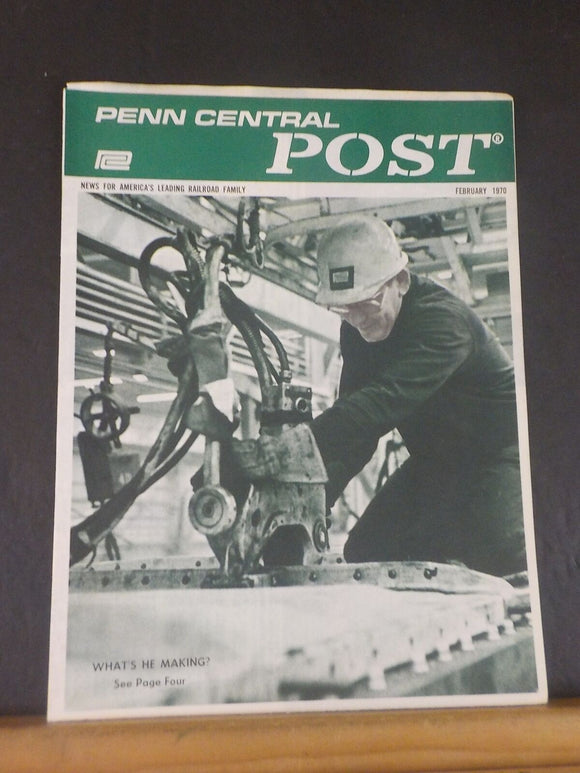 PENN CENTRAL
POST®
NEWS FOR AMERICA'S LEADING RAILROAD FAMILY
FEBRUARY 1970
WHAT'S HE MAKING?
See Page Four